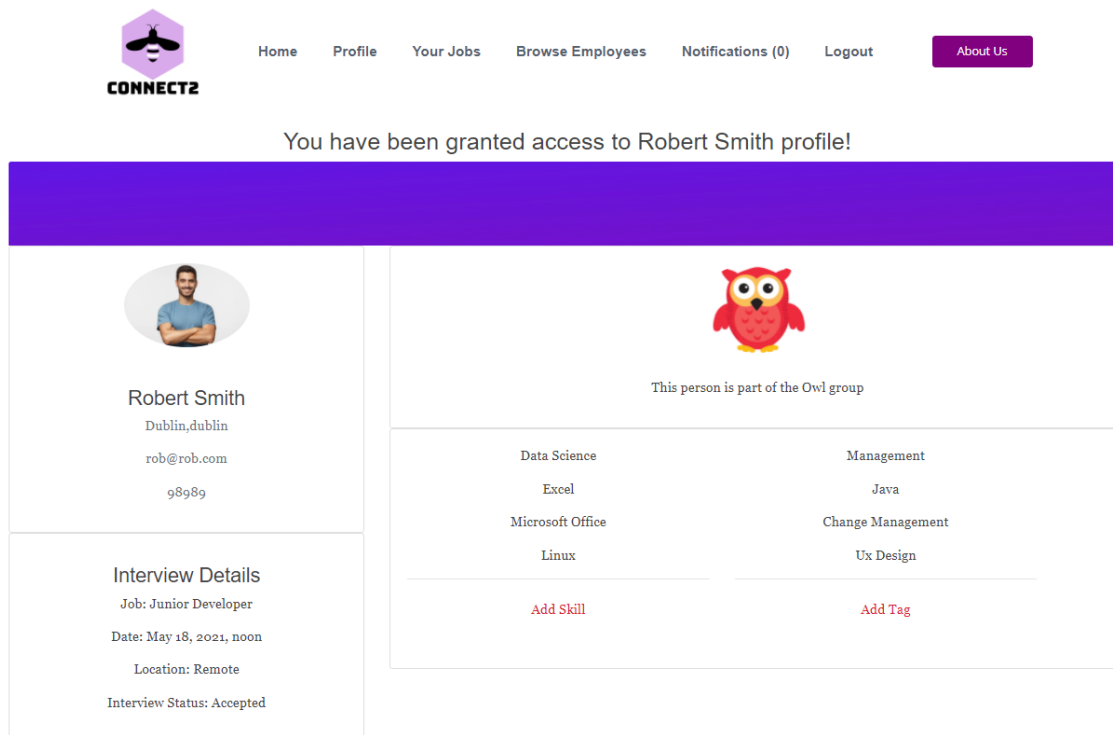 Home Profile Your Jobs Browse Employees Notifications (0) Logout About Us
CONNECT2
You have been granted access to Robert Smith profile!
Robert Smith
Dublin,dublin
rob@rob.com
98989
Interview Details
Job: Junior Developer
Date: May 18, 2021, noon
Location: Remote
Interview Status: Accepted
This person is part of the Owl group
Data Science Management
Excel Java
Microsoft Office Change Management
Linux Ux Design
Add Skill Add Tag